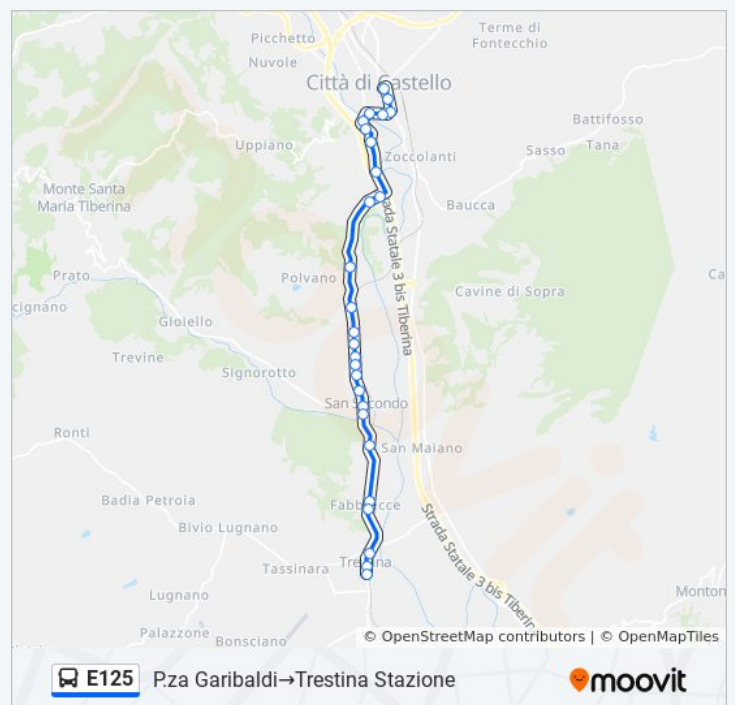 Picchetto
Nuvole
Terme di
Fontecchio
Città di Castello
Battifosso
Uppiano
Zoccolanti
Sasso
Tana
Monte Santa
Maria Tiberina
Baucca
Strada Statale 3 bis Tiberina
Prato
Polvano
Ca
cignano
Cavine di Sopra
Gioiello
Trevine
Signorotto
San Secondo
Ronti
San Maiano
Badia Petroia
Fabbrecce
Strada Statale 3 bis Tiberin
Bivio Lugnano
Trestina
Tassinara
Lugnano
Monton
Palazzone
Bonsciano
© OpenStreetMap contributors | © OpenMapTiles
E125 P.za Garibaldi→Trestina Stazione
moovit